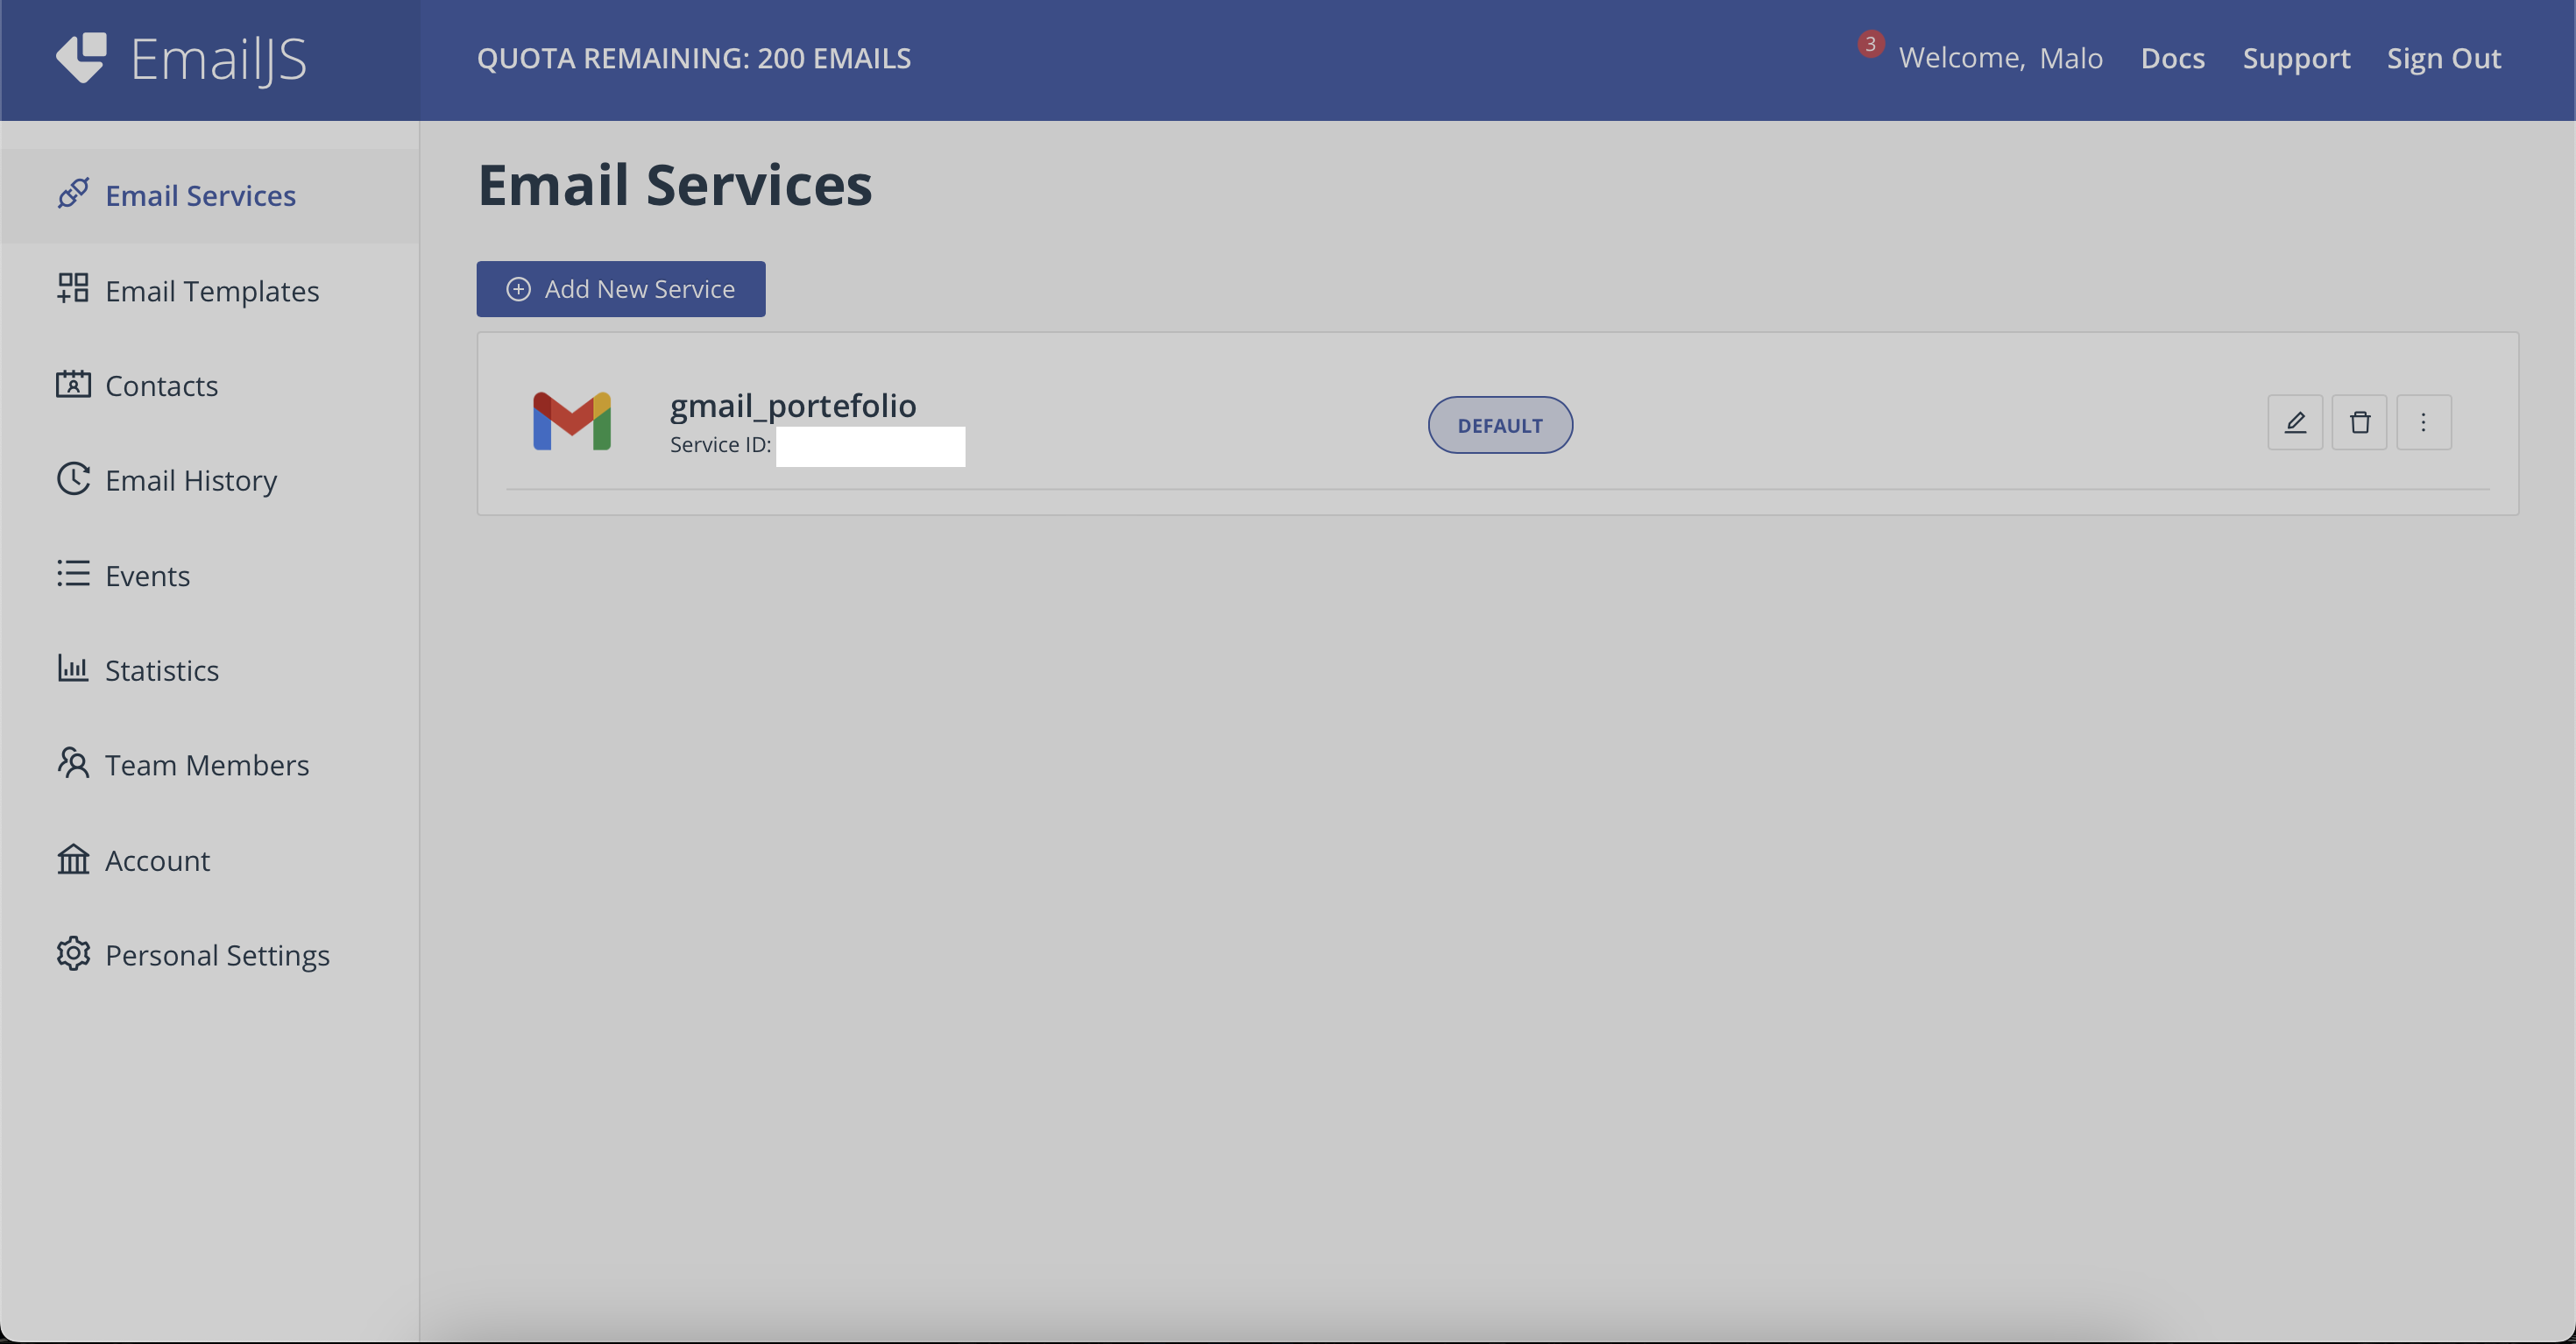 EmailJS
QUOTA REMAINING: 200 EMAILS
3
Welcome, Malo
Docs
Support
Sign Out
Email Services
Email Templates
Contacts
Email History
Events
Statistics
Team Members
Account
Personal Settings
Email Services
Add New Service
gmail_portefolio
Service ID:
DEFAULT